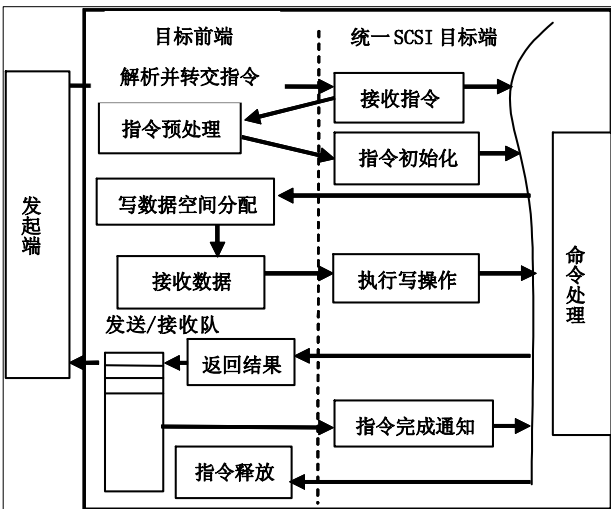 目标前端
统一 SCSI 目标端
解析并转交指令
接收指令
指令预处理
指令初始化
发起端
写数据空间分配
接收数据
执行写操作
命令处理
发送/接收队
返回结果
指令完成通知
指令释放